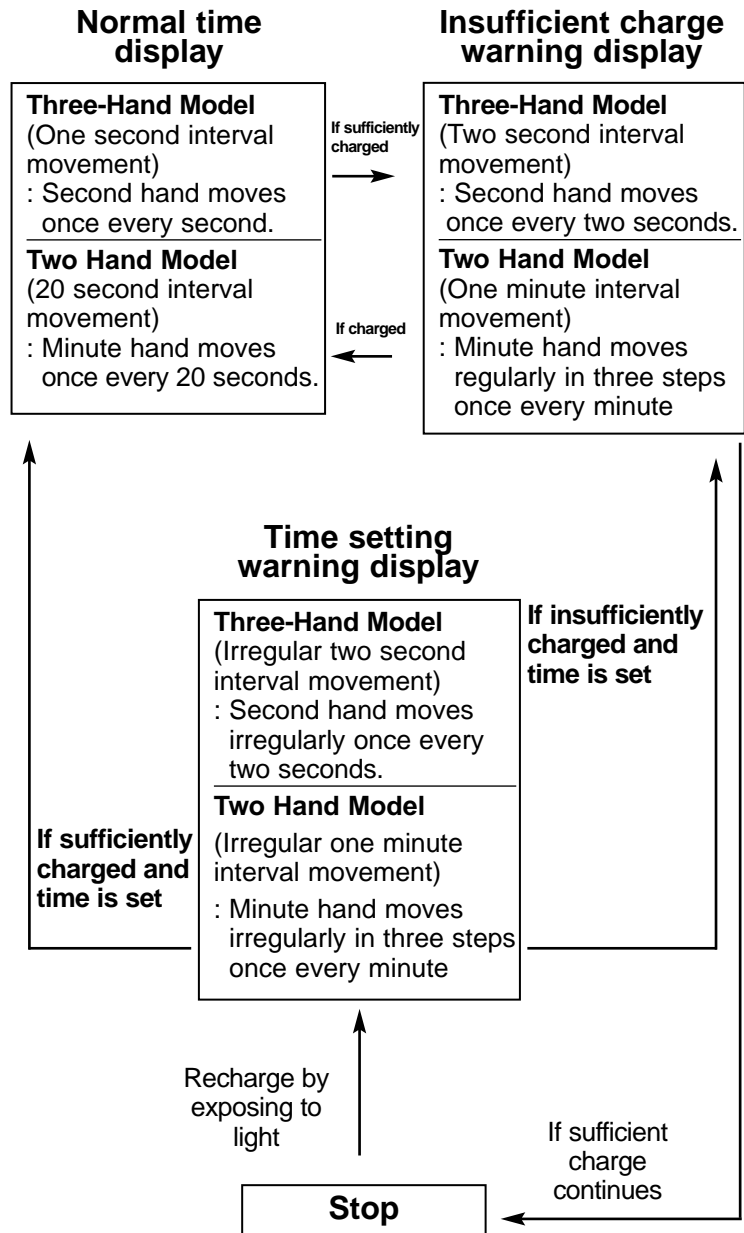 Normal time
display
Three-Hand Model
(One second interval
movement)
: Second hand moves
once every second.
Two Hand Model
(20 second interval
movement)
: Minute hand moves
once every 20 seconds.
If sufficiently
charged
If charged
Insufficient charge
warning display
Three-Hand Model
(Two second interval
movement)
: Second hand moves
once every two seconds.
Two Hand Model
(One minute interval
movement)
: Minute hand moves
regularly in three steps
once every minute
Time setting
warning display
Three-Hand Model
(Irregular two second
interval movement)
: Second hand moves
irregularly once every
two seconds.
Two Hand Model
(Irregular one minute
interval movement)
: Minute hand moves
irregularly in three steps
once every minute
If insufficiently
charged and
time is set
If sufficiently
charged and
time is set
Recharge by
exposing to
light
If sufficient
charge
continues
Stop